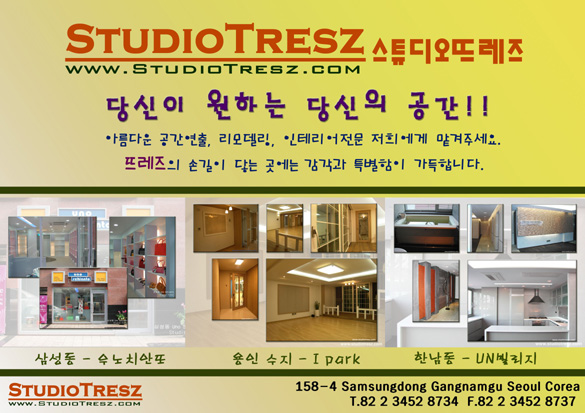 STUDIOTRESZ 스튜디오뜨레즈
WWW.STUDIOTRESZ.COM
당신이 원하는 당신의 공간!!
아름다운 공간연출, 리모델링, 인테리어전문 저희에게 맡겨주세요.
뜨레즈의 손길이 닿는 곳에는 감각과 특별함이 가득합니다.
삼성동 - 수노치안또
용인 수지 - I park
한남동 - UN빌리지
STUDIOTRESZ
WWW.STUDIOTRESZ.COM
158-4 Samsungdong Gangnamgu Seoul Corea
T.82 2 3452 8734 F.82 2 3452 8737